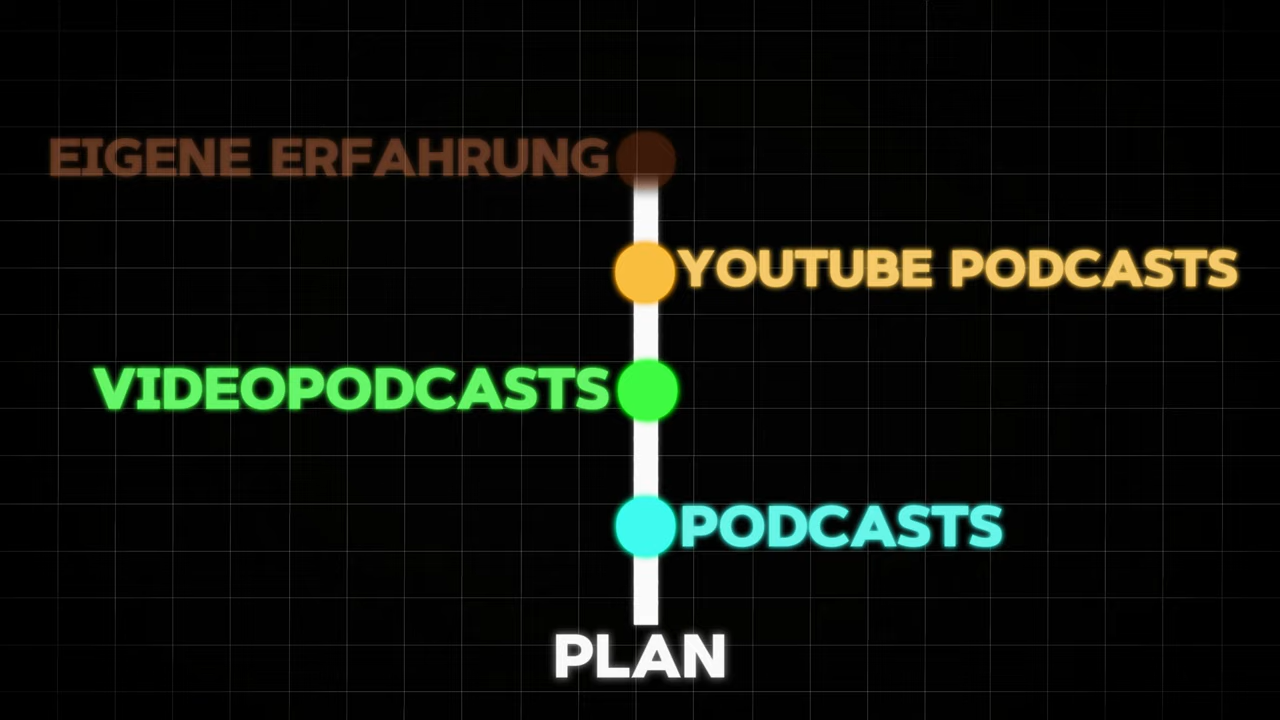 EIGENE ERFAHRUNG
YOUTUBE PODCASTS
VIDEOPODCASTS
PODCASTS
PLAN